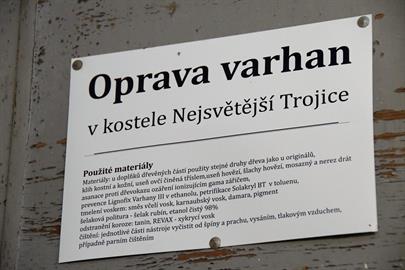 Oprava varhan
v kostele Nejsvětější Trojice
Použité materiály
Materiály: u doplňků dřevěných částí použity stejné druhy dřeva jako u originálů,
klih kostní a kožní, useň ovčí činěná tříslem,useň hovězí, šlachy hovězí, mosazný a nerez drát
asanace proti dřevokazu ozáření ionizujícím gama zářičem,
prevence Lignofix Varhany III v ethanolu, petrifikace Solakryl BT v toluenu,
tmelení voskem: směs včelí vosk, karnaubský vosk, damara, pigment
šelaková politura - šelak rubín, etanol čistý 98%
odstranění koroze: tanin, REVAX - vykrycí vosk
čištění: jednotlivé části nástroje vyčistit od špíny a prachu, vysáním, tlakovým vzduchem,
případně parním čištěním